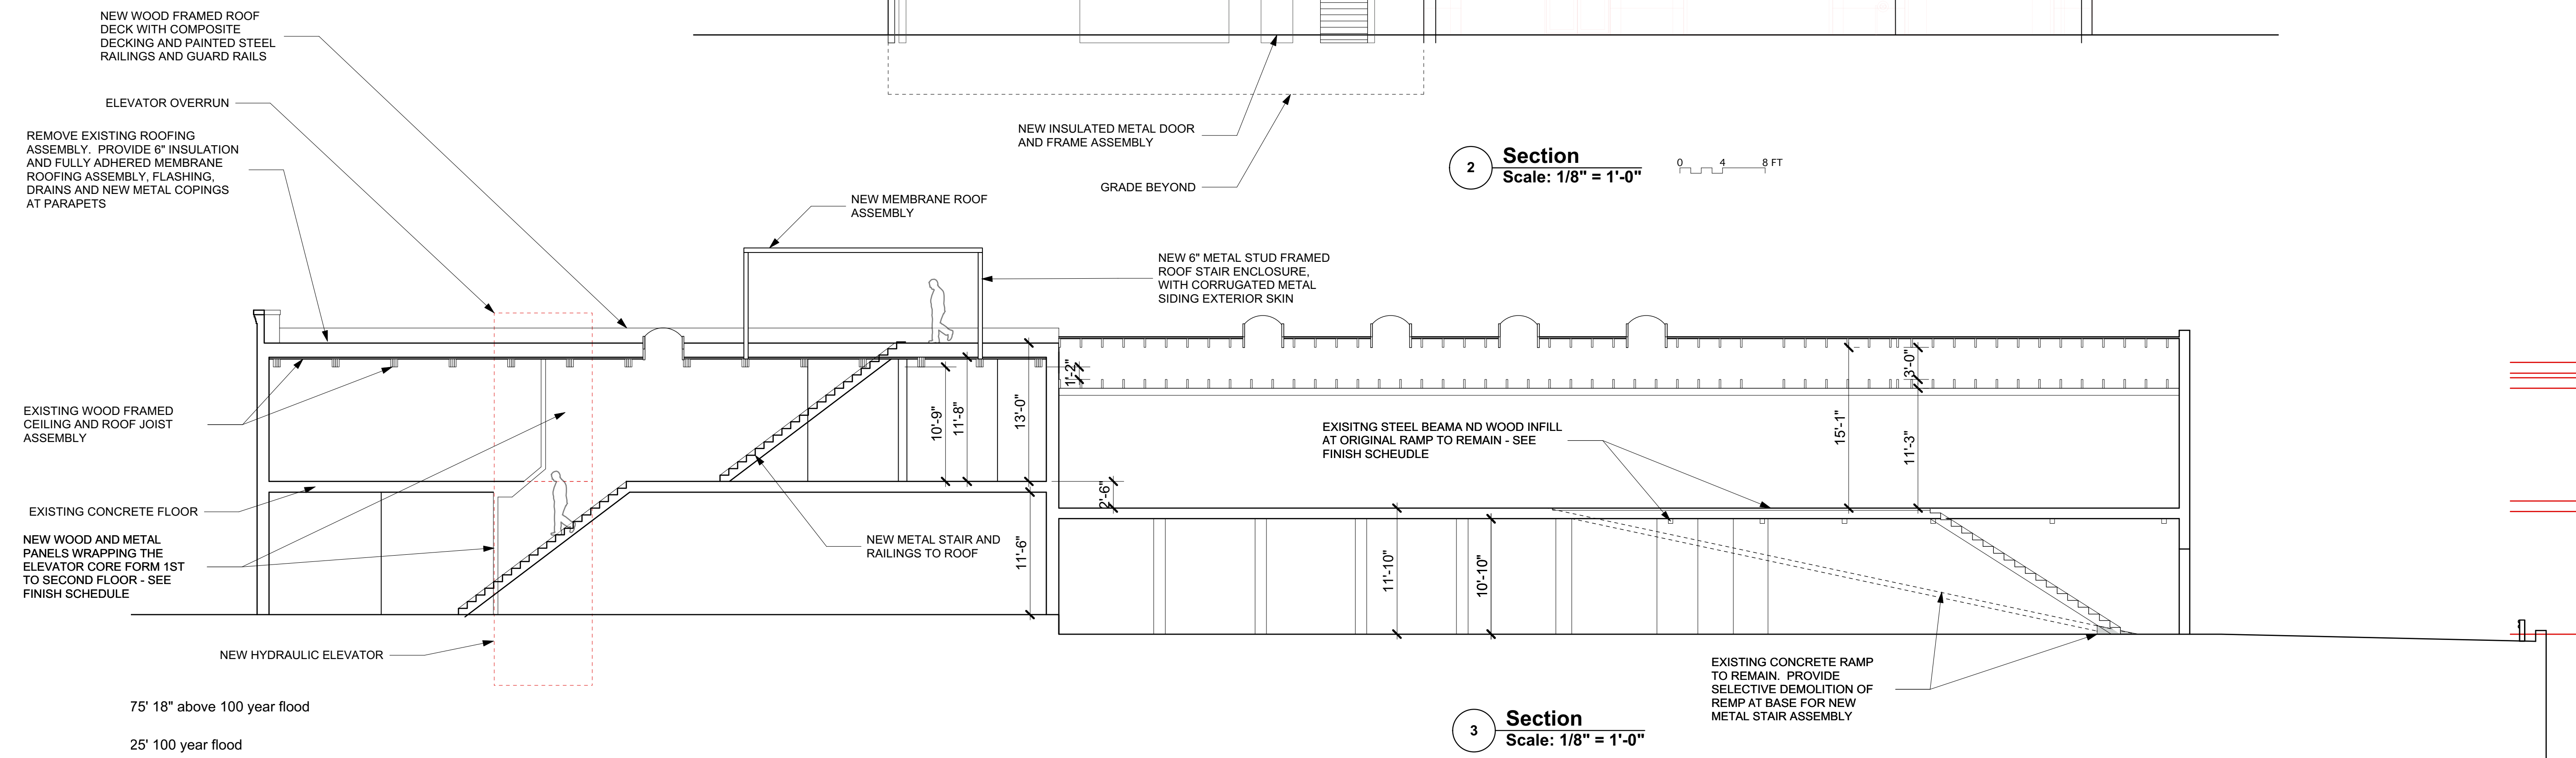 NEW WOOD FRAMED ROOF
DECK WITH COMPOSITE
DECKING AND PAINTED STEEL
RAILINGS AND GUARD RAILS
ELEVATOR OVERRUN
REMOVE EXISTING ROOFING
ASSEMBLY. PROVIDE 6" INSULATION
AND FULLY ADHERED MEMBRANE
ROOFING ASSEMBLY, FLASHING,
DRAINS AND NEW METAL COPINGS
AT PARAPETS
NEW INSULATED METAL DOOR
AND FRAME ASSEMBLY
GRADE BEYOND
2
Section
Scale: 1/8" = 1'-0"
0 4 8 FT
NEW MEMBRANE ROOF
ASSEMBLY
NEW 6" METAL STUD FRAMED
ROOF STAIR ENCLOSURE,
WITH CORRUGATED METAL
SIDING EXTERIOR SKIN
EXISTING WOOD FRAMED
CEILING AND ROOF JOIST
ASSEMBLY
10'-9"
11'-8"
13'-0"
1'-2"
2'-6"
EXISITNG STEEL BEAMA ND WOOD INFILL
AT ORIGINAL RAMP TO REMAIN - SEE
FINISH SCHEUDLE
15'-1"
3'-0"
11'-3"
EXISTING CONCRETE FLOOR
NEW WOOD AND METAL
PANELS WRAPPING THE
ELEVATOR CORE FORM 1ST
TO SECOND FLOOR - SEE
FINISH SCHEDULE
NEW METAL STAIR AND
RAILINGS TO ROOF
11'-6"
11'-10"
10'-10"
NEW HYDRAULIC ELEVATOR
EXISTING CONCRETE RAMP
TO REMAIN. PROVIDE
SELECTIVE DEMOLITION OF
REMP AT BASE FOR NEW
METAL STAIR ASSEMBLY
75' 18" above 100 year flood
25' 100 year flood
3
Section
Scale: 1/8" = 1'-0"